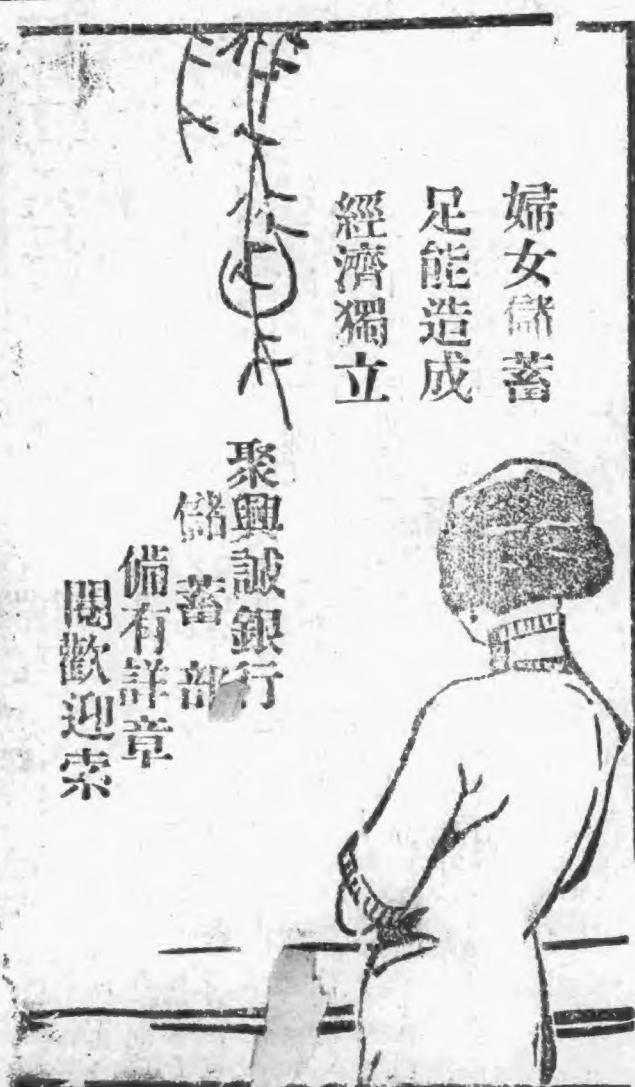 婦女儲蓄
足能造成
經濟獨立
聚興誠銀行
儲蓄部
備有詳章
閱歡迎索